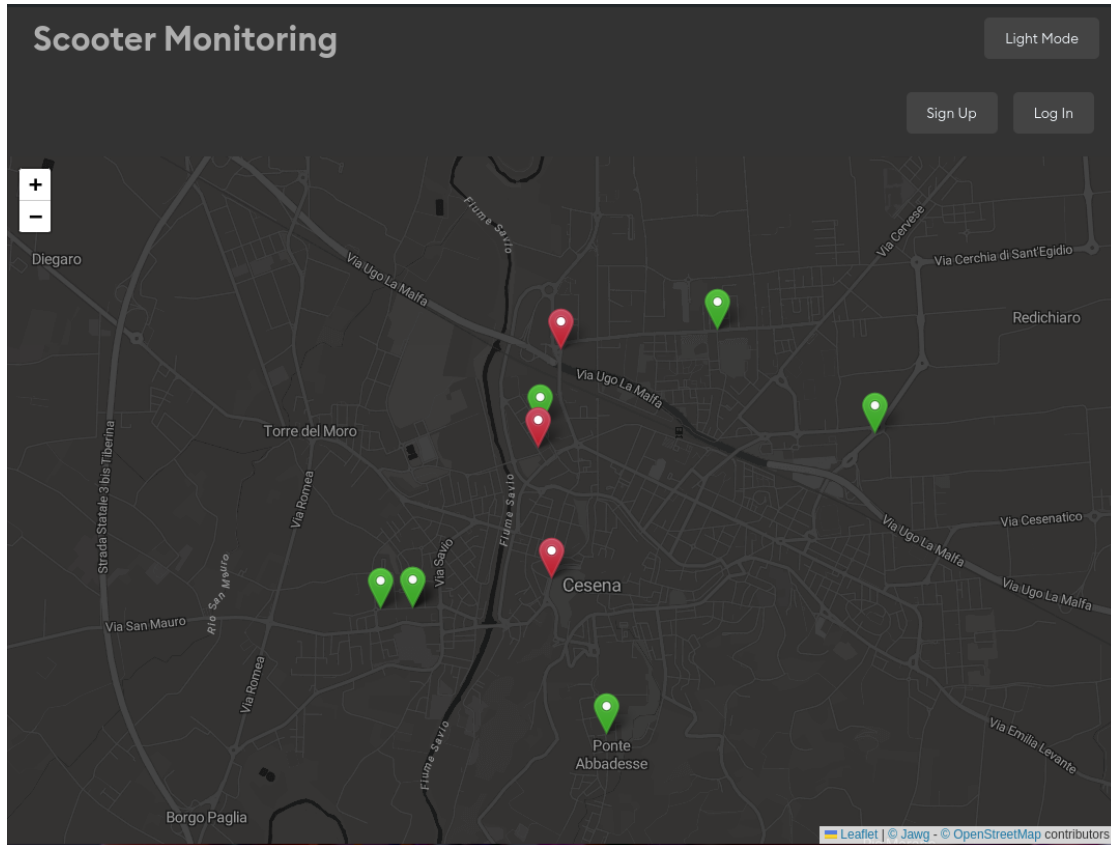 Scooter Monitoring
Light Mode
Sign Up
Log In
+
−
Fiume Savio
Via Cervese
Via Cerchia di Sant'Egidio
Diegaro
Via Ugo La Malfa
Redichiaro
Via Ugo La Malfa
Torre del Moro
Strada Statale 3 bis Tiberina
Via Romea
Fiume Savio
Via Cesenatico
Via Ugo La Malfa
Via Savio
Rio San Mauro
Cesena
Via Ugo La Malfa
Via San Mauro
Via Romea
Fiume Savio
Ponte
Abbadesse
Via Emilia Levante
Borgo Paglia
Leaflet | © Jawg - © OpenStreetMap contributors